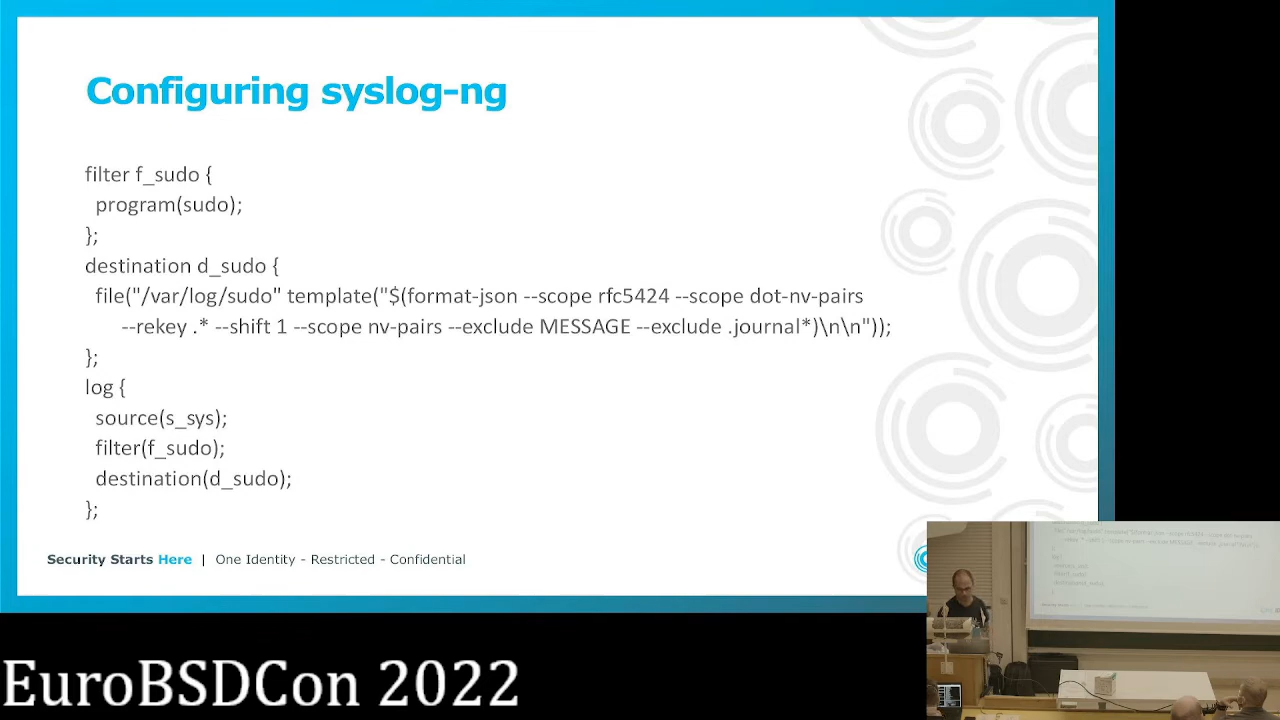 Configuring syslog-ng
filter f_sudo {
program(sudo);
};
destination d_sudo {
file("/var/log/sudo" template("$(format-json --scope rfc5424 --scope dot-nv-pairs
--rekey .* --shift 1 --scope nv-pairs --exclude MESSAGE --exclude .journal*)\n\n"));
};
log {
source(s_sys);
filter(f_sudo);
destination(d_sudo);
};
Security Starts Here | One Identity - Restricted - Confidential
EuroBSDCon 2022